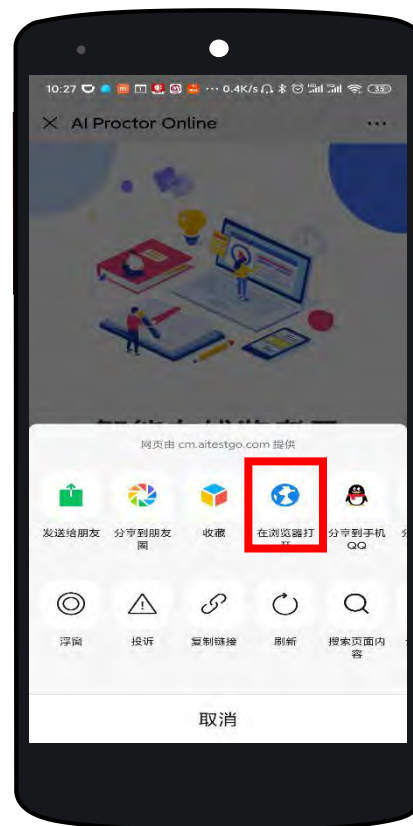 10:27
0.4K/s
35
AI Proctor Online
网页由 cm.aitestgo.com 提供
发送给朋友
分享到朋友圈
收藏
在浏览器打
分享到手机QQ
浮窗
投诉
复制链接
刷新
搜索页面内容
取消